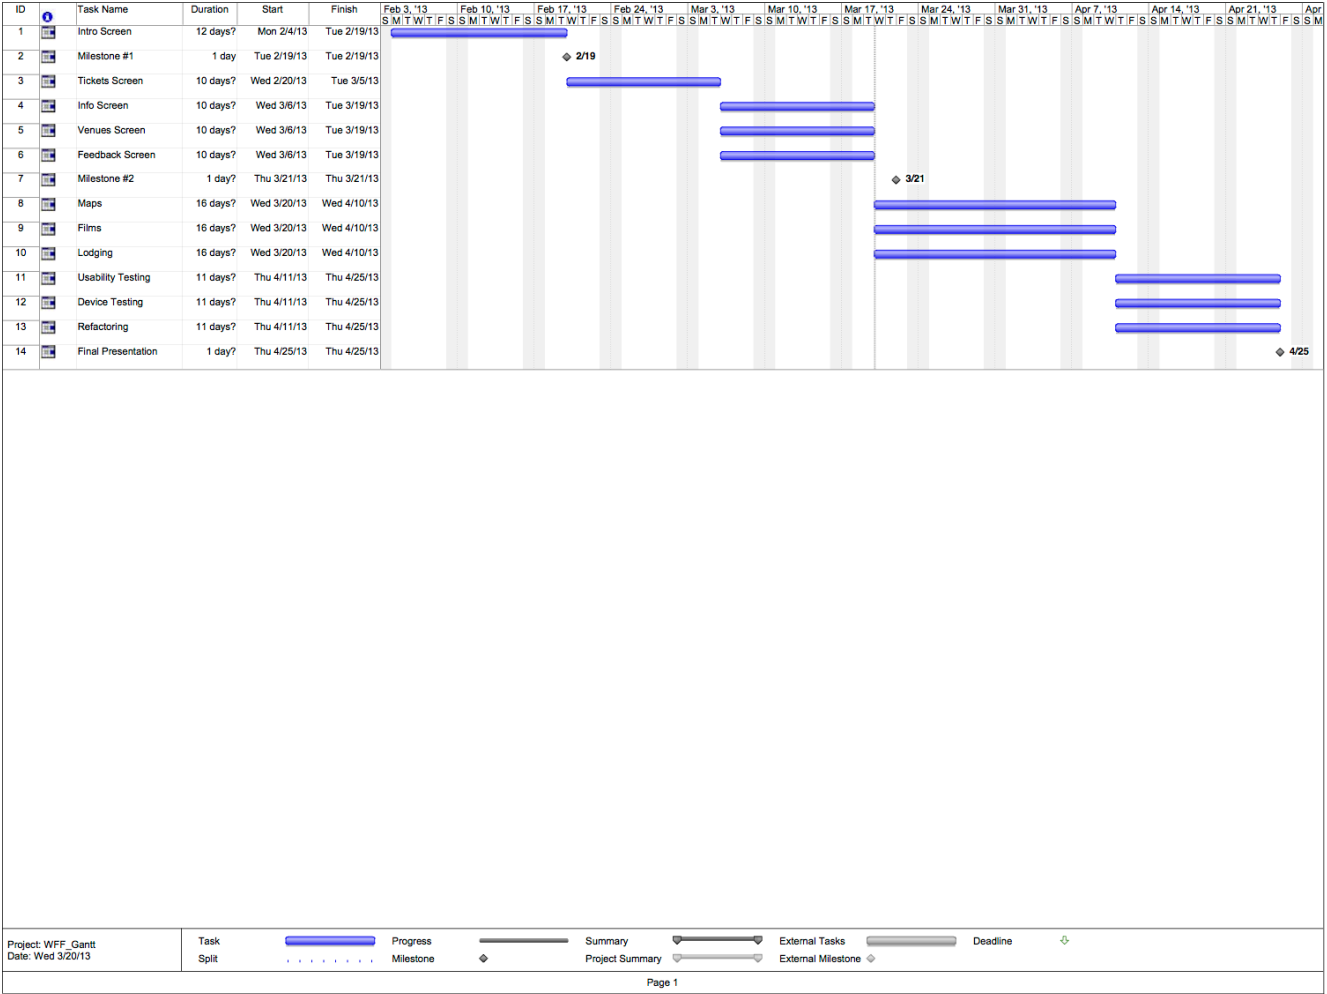 ID Task Name Duration Start Finish Feb 3, '13 Feb 10, '13 Feb 17, '13 Feb 24, '13 Mar 3, '13 Mar 10, '13 Mar 17, '13 Mar 24, '13 Mar 31, '13 Apr 7, '13 Apr 14, '13 Apr 21, '13 Apr
S M T W T F S S M T W T F S S M T W T F S S M T W T F S S M T W T F S S M T W T F S S M T W T F S S M T W T F S S M T W T F S S M T W T F S S M T W T F S S M T W T F S S M
1 Intro Screen 12 days? Mon 2/4/13 Tue 2/19/13
2 Milestone #1 1 day Tue 2/19/13 Tue 2/19/13 2/19
3 Tickets Screen 10 days? Wed 2/20/13 Tue 3/5/13
4 Info Screen 10 days? Wed 3/6/13 Tue 3/19/13
5 Venues Screen 10 days? Wed 3/6/13 Tue 3/19/13
6 Feedback Screen 10 days? Wed 3/6/13 Tue 3/19/13
7 Milestone #2 1 day? Thu 3/21/13 Thu 3/21/13 3/21
8 Maps 16 days? Wed 3/20/13 Wed 4/10/13
9 Films 16 days? Wed 3/20/13 Wed 4/10/13
10 Lodging 16 days? Wed 3/20/13 Wed 4/10/13
11 Usability Testing 11 days? Thu 4/11/13 Thu 4/25/13
12 Device Testing 11 days? Thu 4/11/13 Thu 4/25/13
13 Refactoring 11 days? Thu 4/11/13 Thu 4/25/13
14 Final Presentation 1 day? Thu 4/25/13 Thu 4/25/13 4/25
Project: WFF_Gantt
Date: Wed 3/20/13
Task Progress Summary External Tasks Deadline
Split Milestone Project Summary External Milestone
Page 1